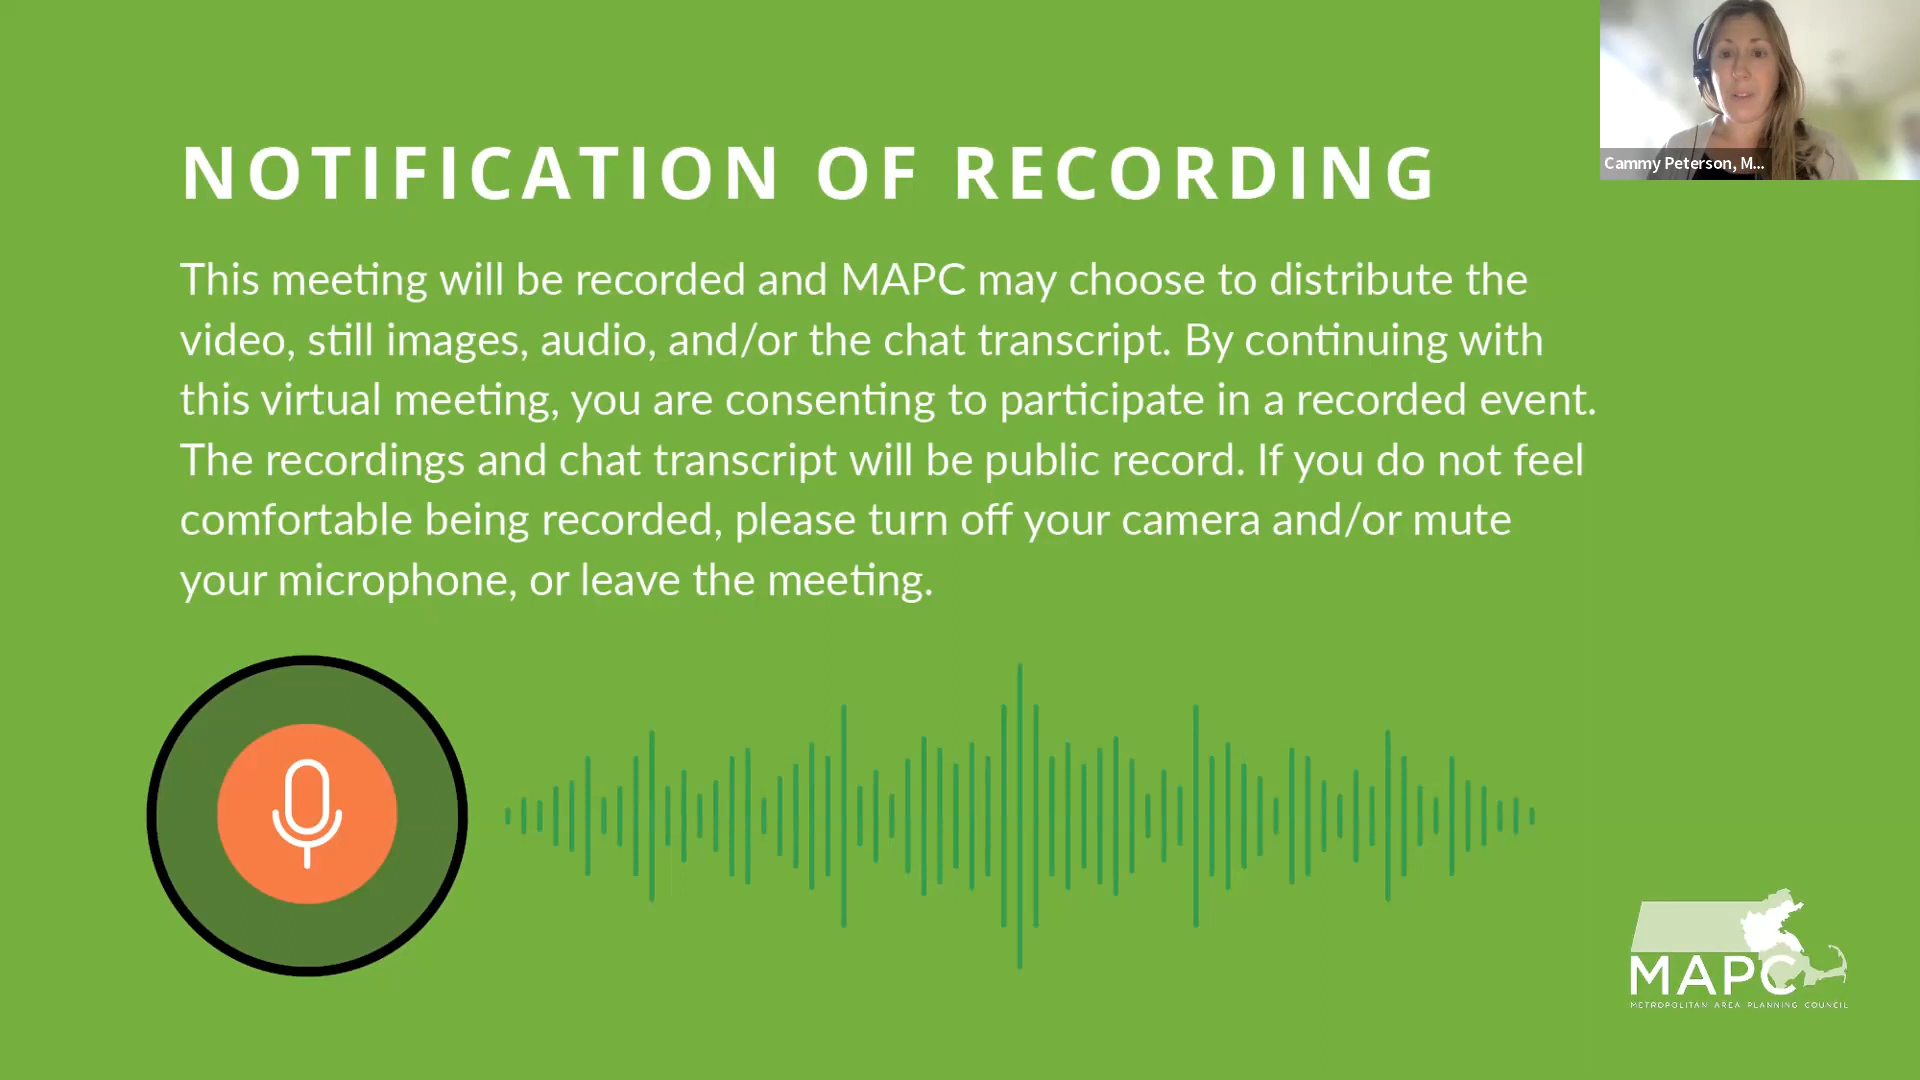 NOTIFICATION OF RECORDING
This meeting will be recorded and MAPC may choose to distribute the
video, still images, audio, and/or the chat transcript. By continuing with
this virtual meeting, you are consenting to participate in a recorded event.
The recordings and chat transcript will be public record. If you do not feel
comfortable being recorded, please turn off your camera and/or mute
your microphone, or leave the meeting.
Cammy Peterson, M...
MAPC
METROPOLITAN AREA PLANNING COUNCIL